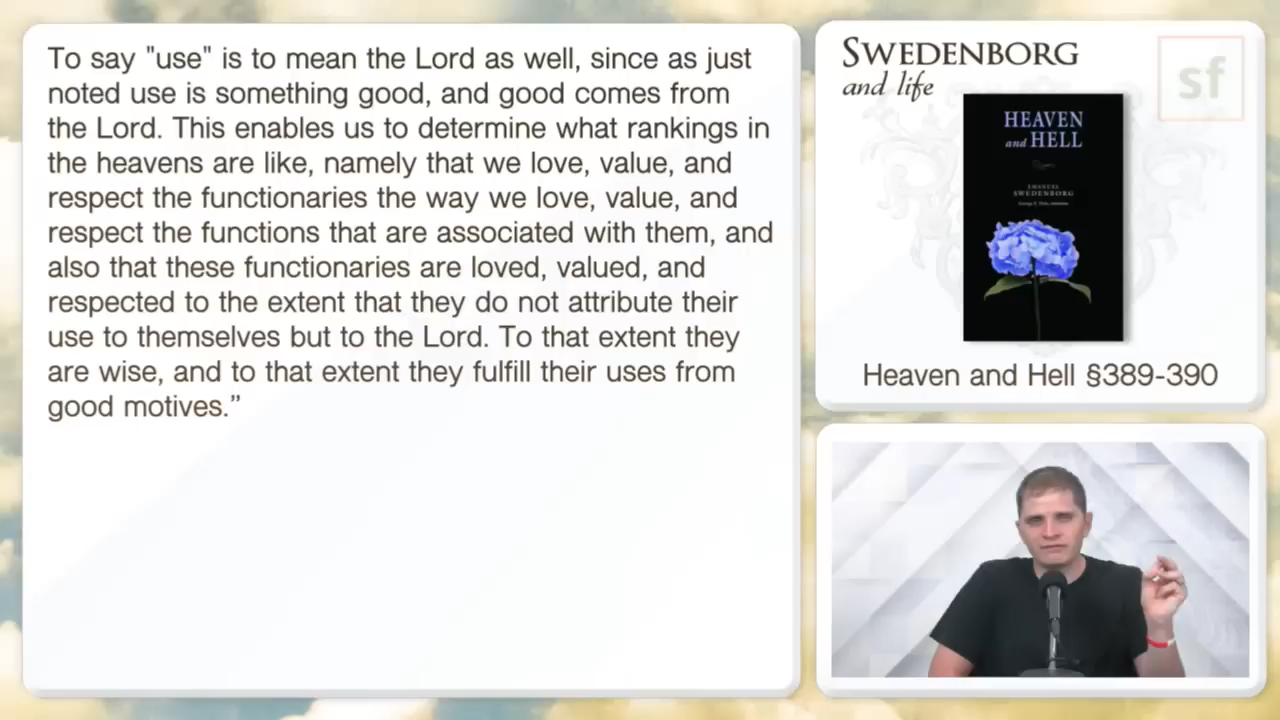 To say "use" is to mean the Lord as well, since as just
noted use is something good, and good comes from
the Lord. This enables us to determine what rankings in
the heavens are like, namely that we love, value, and
respect the functionaries the way we love, value, and
respect the functions that are associated with them, and
also that these functionaries are loved, valued, and
respected to the extent that they do not attribute their
use to themselves but to the Lord. To that extent they
are wise, and to that extent they fulfill their uses from
good motives.”
SWEDENBORG
and life
sf
HEAVEN
and HELL
EMANUEL
SWEDENBORG
Heaven and Hell §389-390